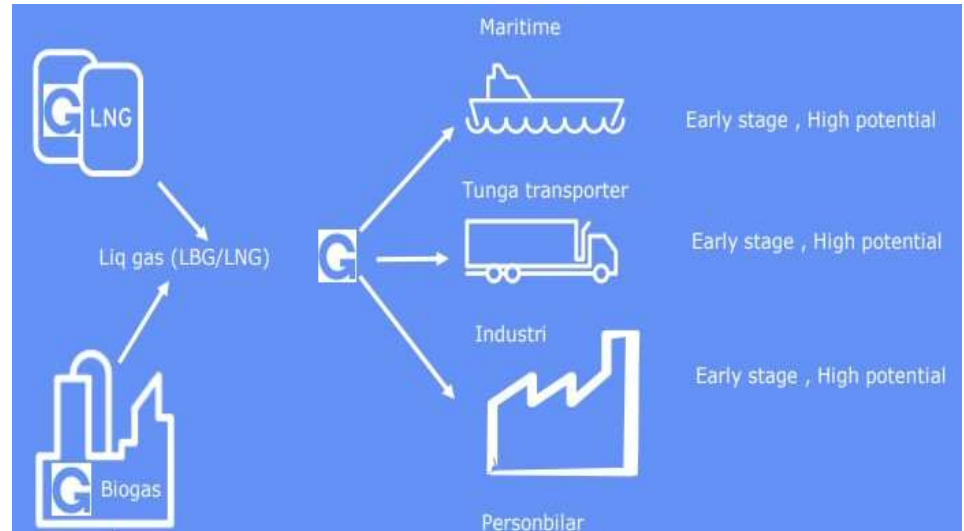 Maritime
G LNG
Early stage , High potential
Tunga transporter
Early stage , High potential
Liq gas (LBG/LNG)
G
Industri
Early stage , High potential
G Biogas
Personbilar